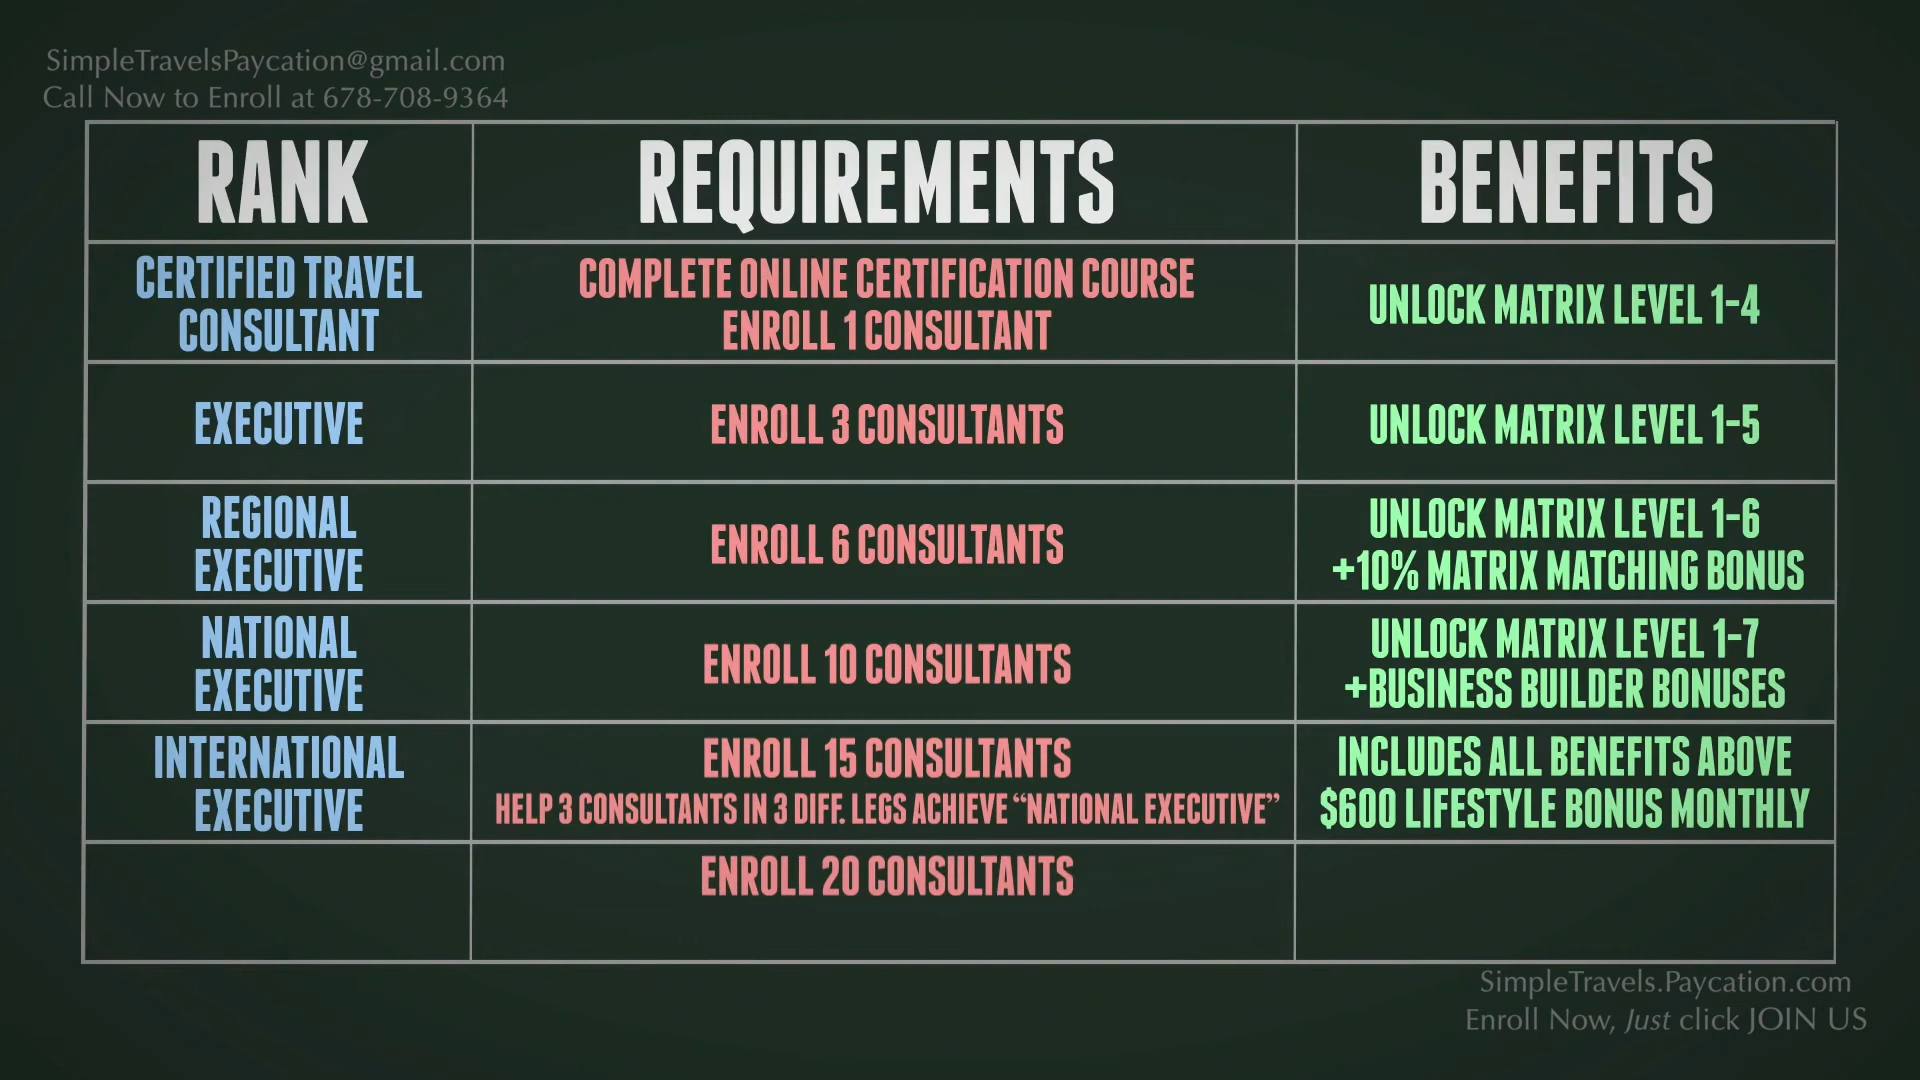 SimpleTravelsPaycation@gmail.com
Call Now to Enroll at 678-708-9364
RANK
REQUIREMENTS
BENEFITS
CERTIFIED TRAVEL
CONSULTANT
COMPLETE ONLINE CERTIFICATION COURSE
ENROLL 1 CONSULTANT
UNLOCK MATRIX LEVEL 1-4
EXECUTIVE
ENROLL 3 CONSULTANTS
UNLOCK MATRIX LEVEL 1-5
REGIONAL
EXECUTIVE
ENROLL 6 CONSULTANTS
UNLOCK MATRIX LEVEL 1-6
+10% MATRIX MATCHING BONUS
NATIONAL
EXECUTIVE
ENROLL 10 CONSULTANTS
UNLOCK MATRIX LEVEL 1-7
+BUSINESS BUILDER BONUSES
INTERNATIONAL
EXECUTIVE
ENROLL 15 CONSULTANTS
HELP 3 CONSULTANTS IN 3 DIFF. LEGS ACHIEVE “NATIONAL EXECUTIVE”
INCLUDES ALL BENEFITS ABOVE
$600 LIFESTYLE BONUS MONTHLY
ENROLL 20 CONSULTANTS
SimpleTravels.Paycation.com
Enroll Now, Just click JOIN US